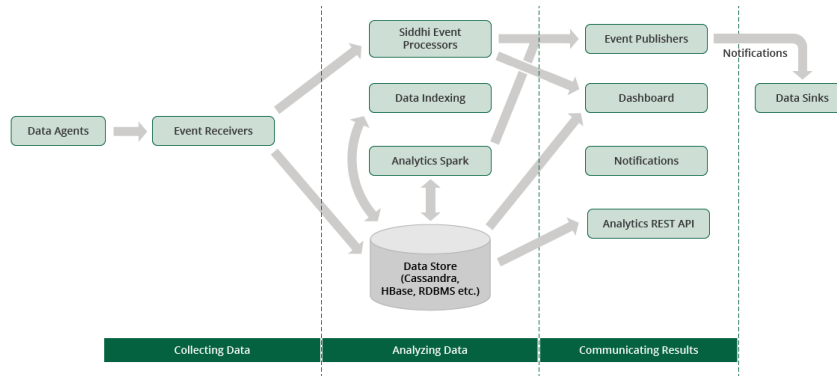 Siddhi Event
Processors
Event Publishers
Notifications
Data Indexing
Dashboard
Data Sinks
Data Agents
Event Receivers
Analytics Spark
Notifications
Analytics REST API
Data Store
(Cassandra,
HBase, RDBMS etc.)
Collecting Data
Analyzing Data
Communicating Results